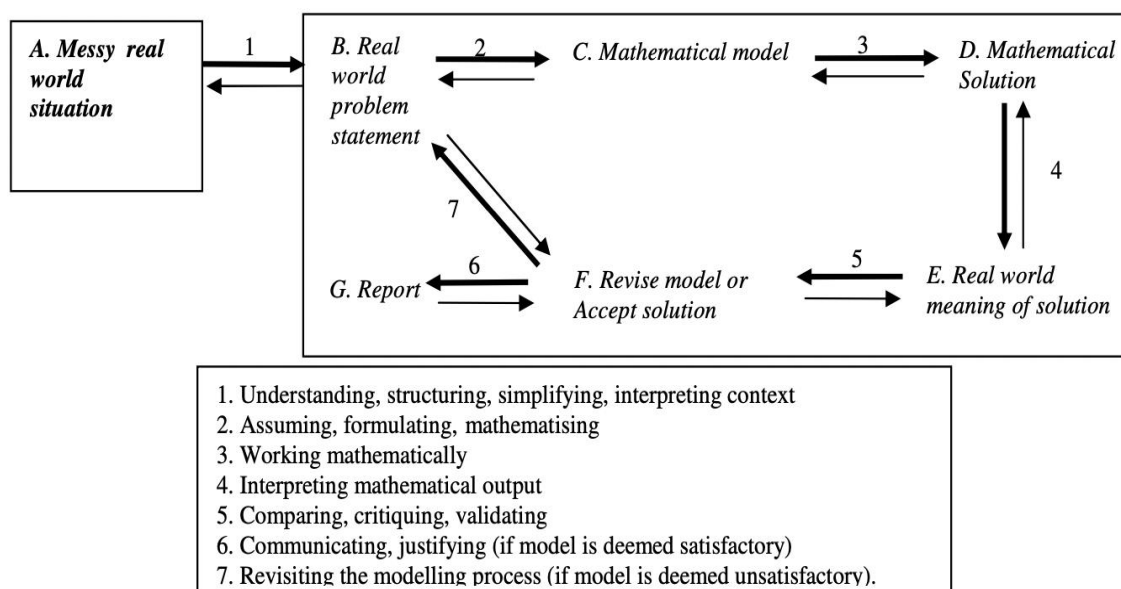 A. Messy real
world
situation
1
B. Real
world
problem
statement
2
C. Mathematical model
3
D. Mathematical
Solution
4
7
6
5
G. Report
F. Revise model or
Accept solution
E. Real world
meaning of solution
1. Understanding, structuring, simplifying, interpreting context
2. Assuming, formulating, mathematising
3. Working mathematically
4. Interpreting mathematical output
5. Comparing, critiquing, validating
6. Communicating, justifying (if model is deemed satisfactory)
7. Revisiting the modelling process (if model is deemed unsatisfactory).